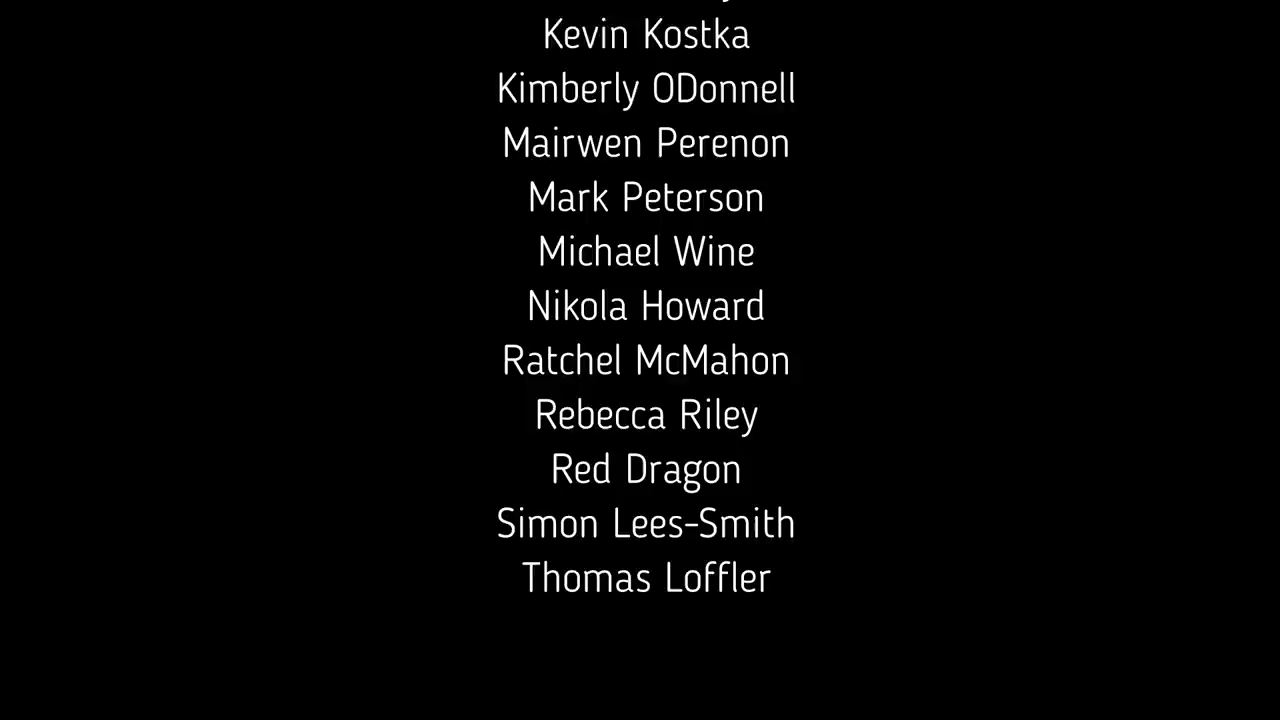 Kevin Kostka
Kimberly ODonnell
Mairwen Perenon
Mark Peterson
Michael Wine
Nikola Howard
Ratchel McMahon
Rebecca Riley
Red Dragon
Simon Lees-Smith
Thomas Loffler